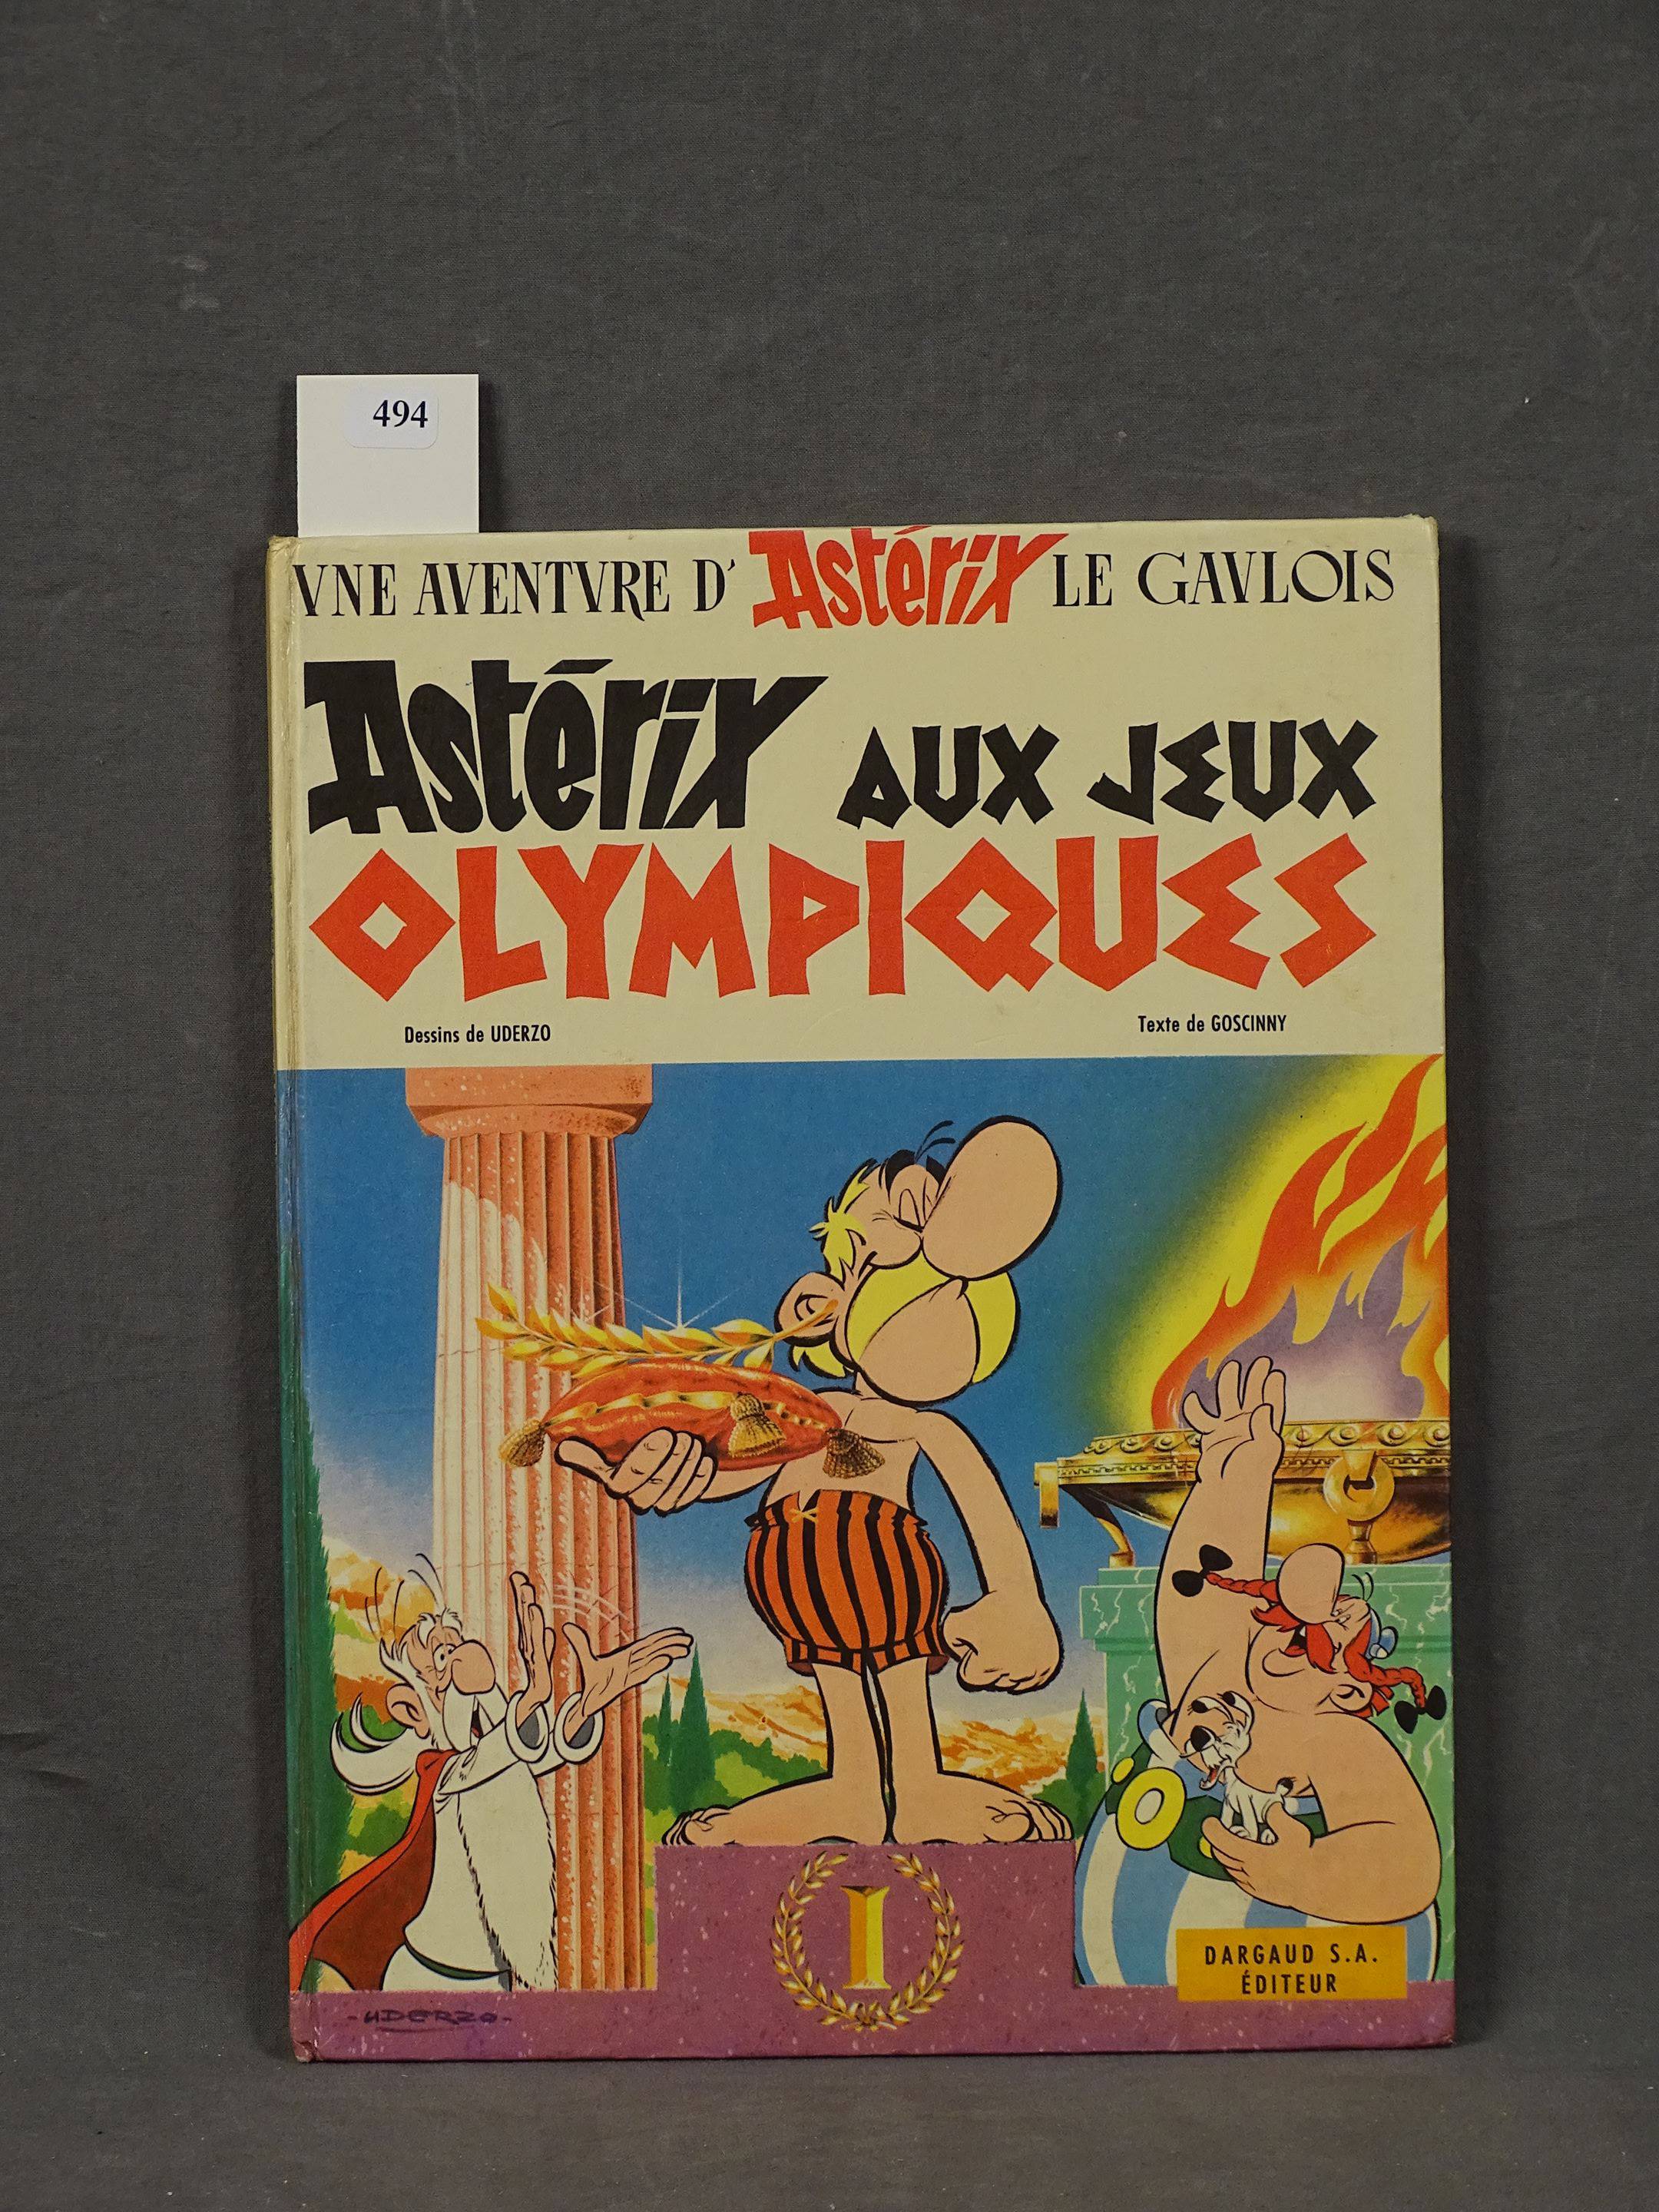 494
VNE AVENTVRE D'Astérix LE GAVLOIS
Astérix AUX JEUX
OLYMPIQUES
Dessins de UDERZO
Texte de GOSCINNY
I
DARGAUD S.A.
ÉDITEUR
-UDERZO-